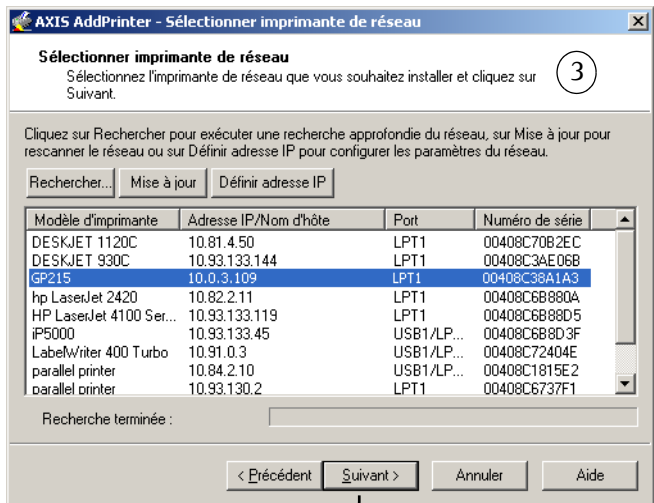 AXIS AddPrinter - Sélectionner imprimante de réseau
Sélectionner imprimante de réseau
Sélectionnez l'imprimante de réseau que vous souhaitez installer et cliquez sur
Suivant.
3
Cliquez sur Rechercher pour exécuter une recherche approfondie du réseau, sur Mise à jour pour
rescanner le réseau ou sur Définir adresse IP pour configurer les paramètres du réseau.
Rechercher... Mise à jour Définir adresse IP
Modèle d'imprimante Adresse IP/Nom d'hôte Port Numéro de série
DESKJET 1120C 10.81.4.50 LPT1 00408C70B2EC
DESKJET 930C 10.93.133.144 LPT1 00408C3AE06B
GP215 10.0.3.109 LPT1 00408C38A1A3
hp LaserJet 2420 10.82.2.11 LPT1 00408C6B880A
HP LaserJet 4100 Ser... 10.93.133.119 LPT1 00408C6B88D5
iP5000 10.93.133.45 USB1/LP... 00408C6B8D3F
LabelWriter 400 Turbo 10.91.0.3 USB1/LP... 00408C72404E
parallel printer 10.84.2.10 USB1/LP... 00408C1815E2
parallel printer 10.93.130.2 LPT1 00408C6737F1
Recherche terminée :
< Précédent Suivant > Annuler Aide